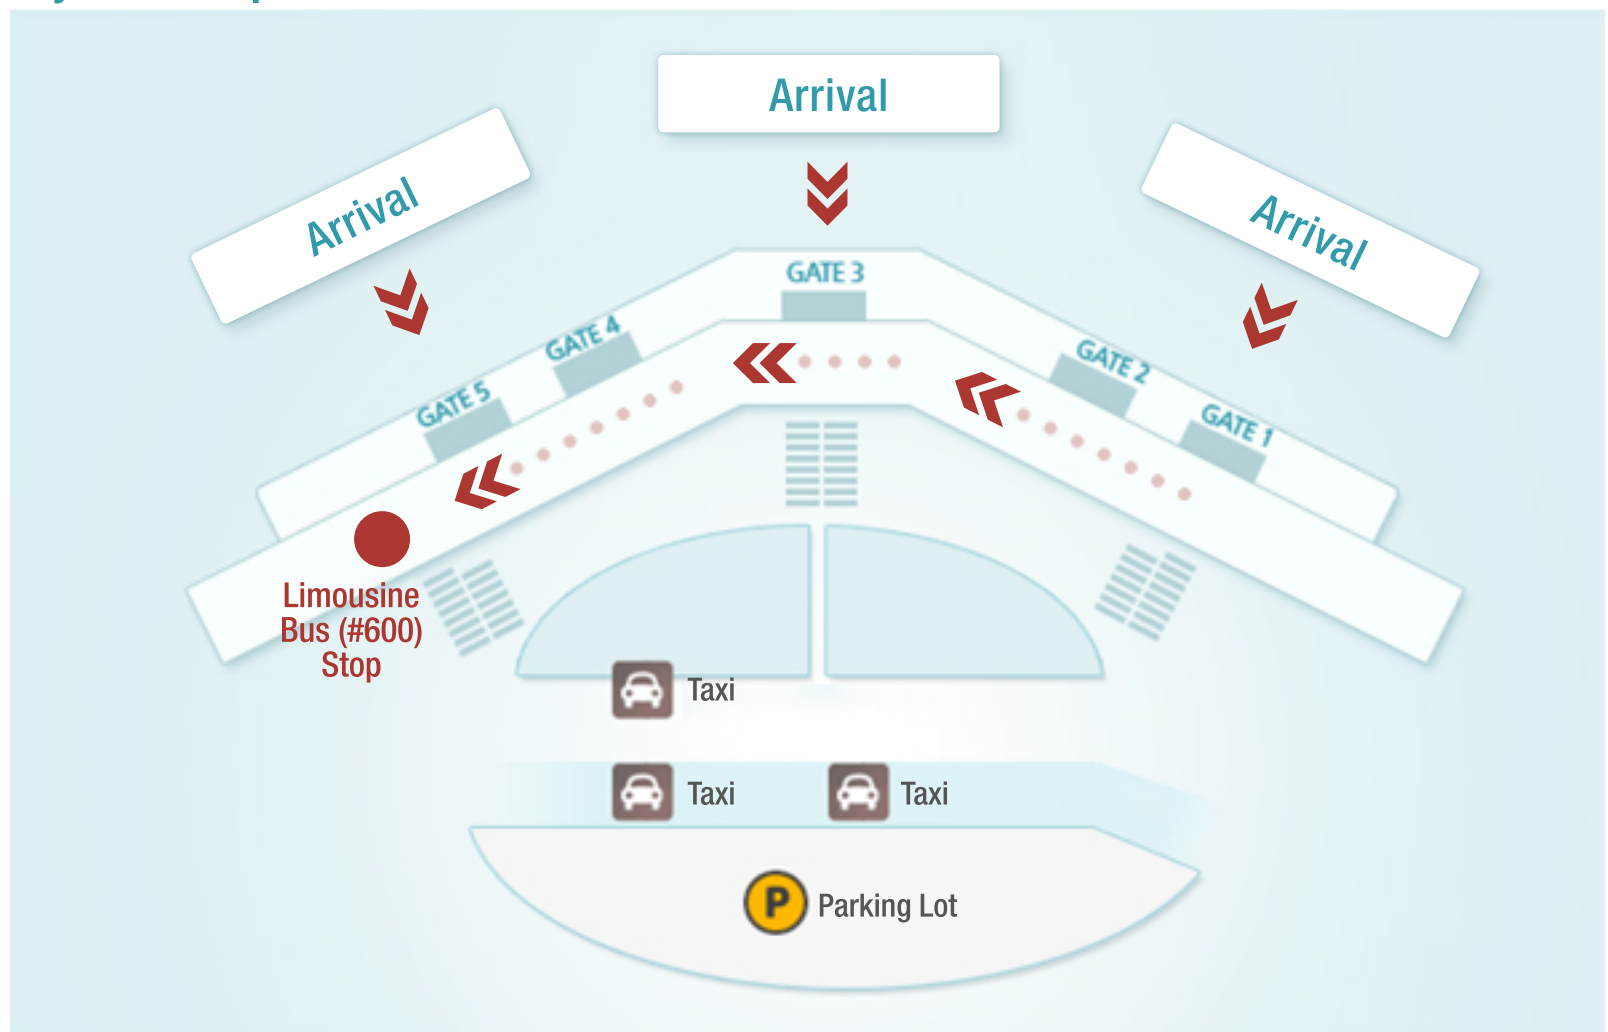 Arrival
Arrival
Arrival
GATE 3
GATE 4
GATE 2
GATE 5
GATE 1
Limousine
Bus (#600)
Stop
Taxi
Taxi
Taxi
P
Parking Lot